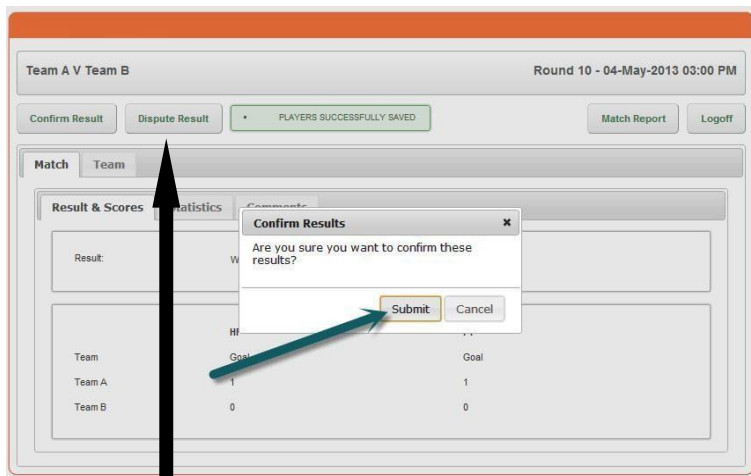 Team A V Team B
Round 10 - 04-May-2013 03:00 PM
Confirm Result
Dispute Result
• PLAYERS SUCCESSFULLY SAVED
Match Report
Logoff
Match
Team
Result & Scores
Comments
Confirm Results
Are you sure you want to confirm these
results?
Submit
Cancel
Result:
Team
Goal
Goal
Team A
1
1
Team B
0
0